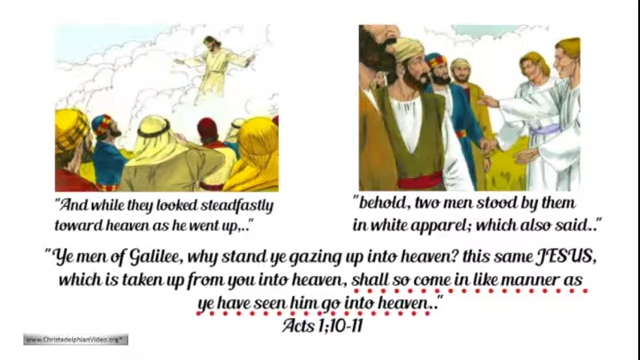 "And while they looked steadfastly
toward heaven as he went up,.."
"behold, two men stood by them
in white apparel; which also said.."
"Ye men of Galilee, why stand ye gazing up into heaven? this same JESUS,
which is taken up from you into heaven, shall so come in like manner as
ye have seen him go into heaven.."
Acts 1;10-11
www.ChristadelphianVideo.org